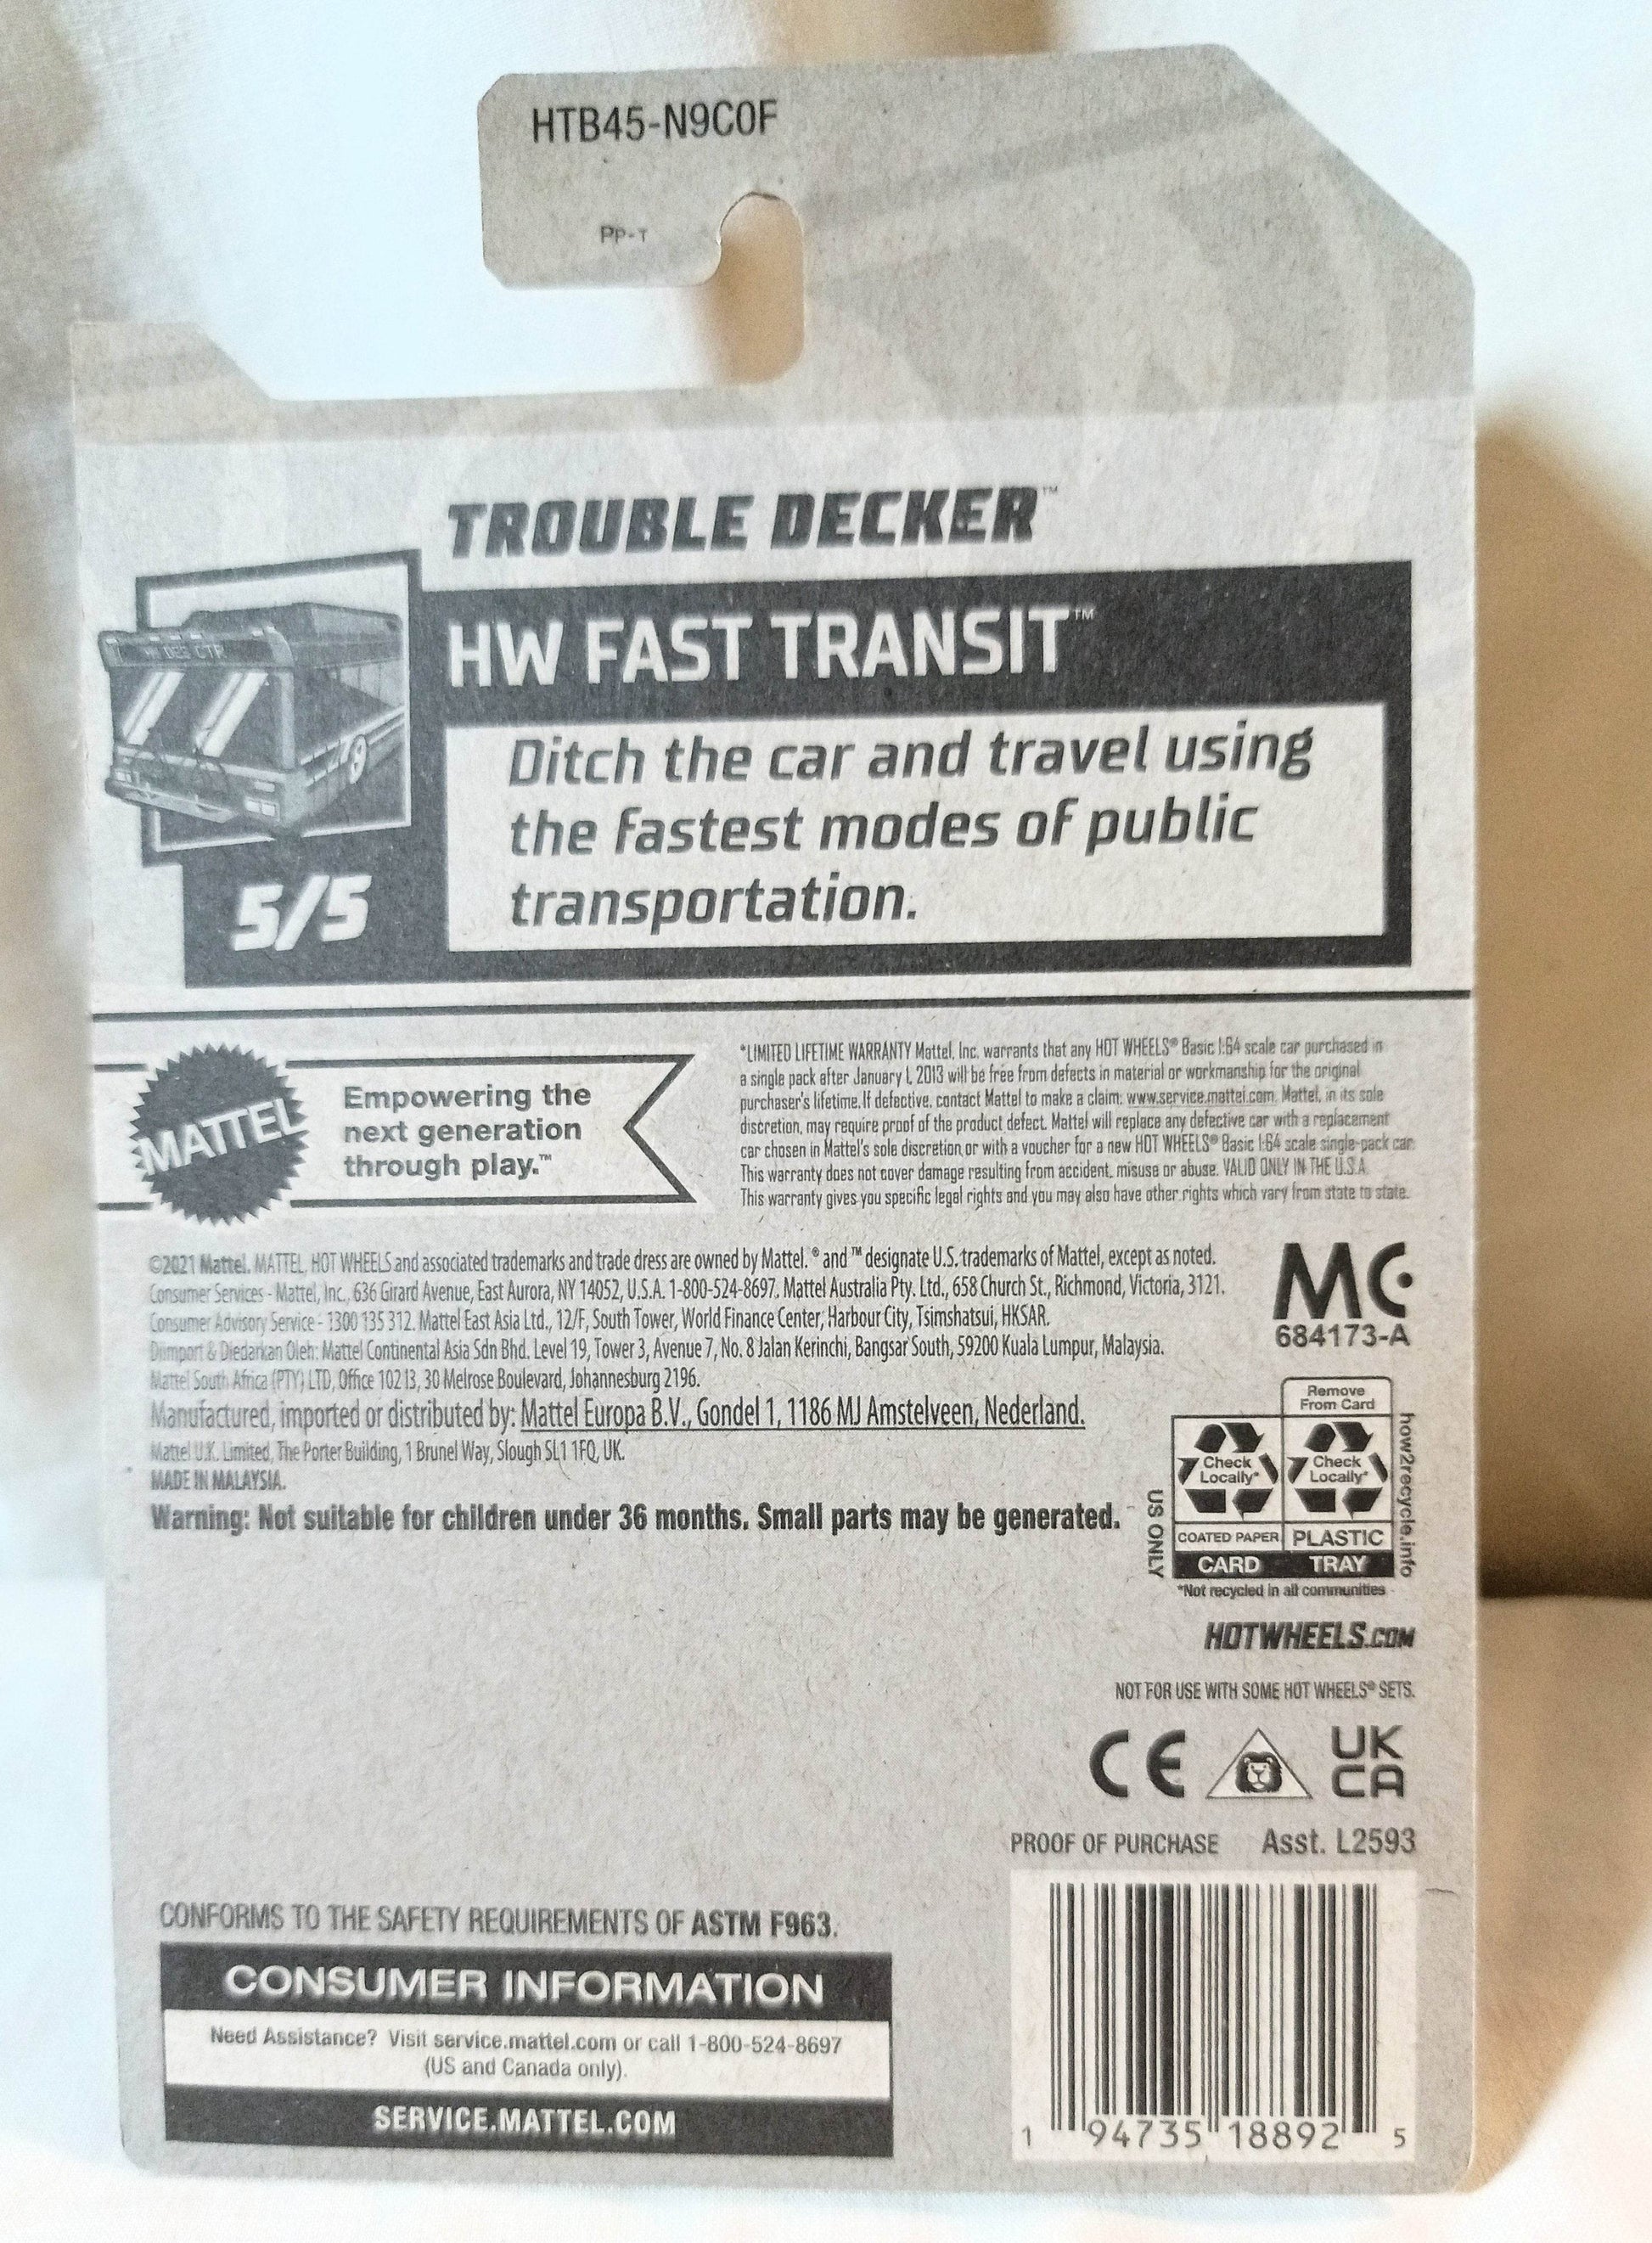 HTB45-N9C0F
PP-T
TROUBLE DECKER™
HW FAST TRANSIT™
Ditch the car and travel using
the fastest modes of public
transportation.
5/5
MATTEL
Empowering the
next generation
through play.™
*LIMITED LIFETIME WARRANTY Mattel, Inc. warrants that any HOT WHEELS® Basic 1:64 scale car purchased in
a single pack after January 1, 2013 will be free from defects in material or workmanship for the original
purchaser's lifetime. If defective, contact Mattel to make a claim: www.service.mattel.com. Mattel, in its sole
discretion, may require proof of the product defect. Mattel will replace any defective car with a replacement
car chosen in Mattel's sole discretion or with a voucher for a new HOT WHEELS® Basic 1:64 scale single-pack car.
This warranty does not cover damage resulting from accident, misuse or abuse. VALID ONLY IN THE U.S.A.
This warranty gives you specific legal rights and you may also have other rights which vary from state to state.
©2021 Mattel. MATTEL, HOT WHEELS and associated trademarks and trade dress are owned by Mattel. ® and ™ designate U.S. trademarks of Mattel, except as noted.
Consumer Services - Mattel, Inc., 636 Girard Avenue, East Aurora, NY 14052, U.S.A. 1-800-524-8697. Mattel Australia Pty. Ltd., 658 Church St., Richmond, Victoria, 3121.
Consumer Advisory Service - 1300 135 312. Mattel East Asia Ltd., 12/F, South Tower, World Finance Center, Harbour City, Tsimshatsui, HKSAR.
Diimport & Diedarkan Oleh: Mattel Continental Asia Sdn Bhd. Level 19, Tower 3, Avenue 7, No. 8 Jalan Kerinchi, Bangsar South, 59200 Kuala Lumpur, Malaysia.
Mattel South Africa (PTY) LTD, Office 102 I3, 30 Melrose Boulevard, Johannesburg 2196.
Manufactured, imported or distributed by: Mattel Europa B.V., Gondel 1, 1186 MJ Amstelveen, Nederland.
Mattel U.K. Limited, The Porter Building, 1 Brunel Way, Slough SL1 1FQ, UK.
MADE IN MALAYSIA.
Warning: Not suitable for children under 36 months. Small parts may be generated.
MC
684173-A
Remove
From Card
Check
Locally*
Check
Locally*
COATED PAPER
PLASTIC
CARD
TRAY
US ONLY
how2recycle.info
*Not recycled in all communities
HOTWHEELS.COM
NOT FOR USE WITH SOME HOT WHEELS® SETS.
CE
UK
CA
PROOF OF PURCHASE Asst. L2593
CONFORMS TO THE SAFETY REQUIREMENTS OF ASTM F963.
CONSUMER INFORMATION
Need Assistance? Visit service.mattel.com or call 1-800-524-8697
(US and Canada only).
SERVICE.MATTEL.COM
1 94735 18892 5